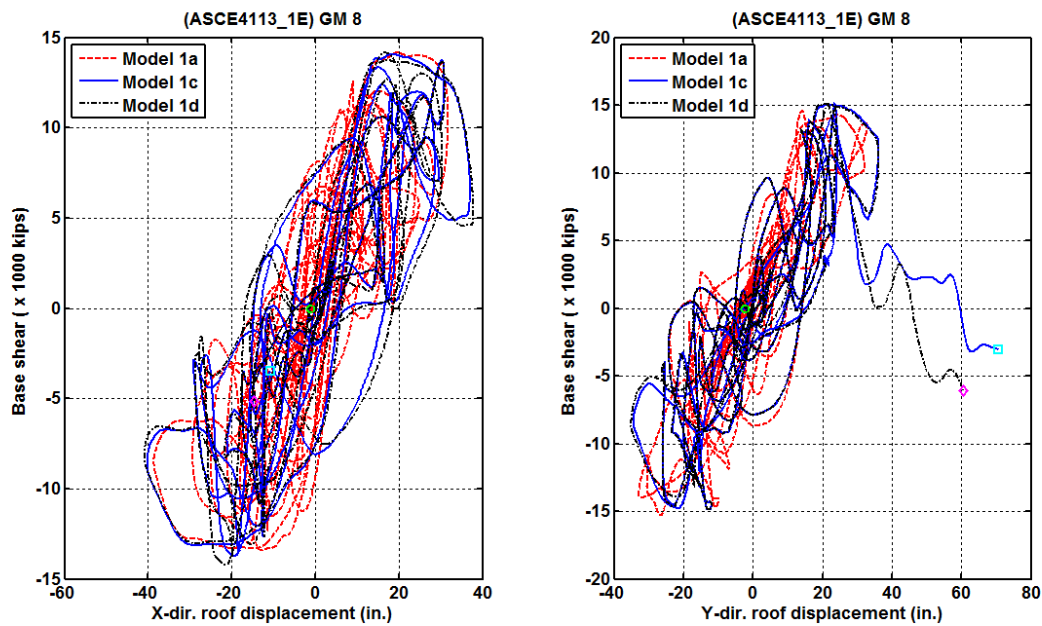 (ASCE4113_1E) GM 8
15
10
5
0
-5
-10
-15
-60
-40
-20
0
20
40
Base shear ( x 1000 kips)
X-dir. roof displacement (in.)
Model 1a
Model 1c
Model 1d
(ASCE4113_1E) GM 8
20
15
10
5
0
-5
-10
-15
-20
-40
-20
0
20
40
60
80
Base shear ( x 1000 kips)
Y-dir. roof displacement (in.)
Model 1a
Model 1c
Model 1d